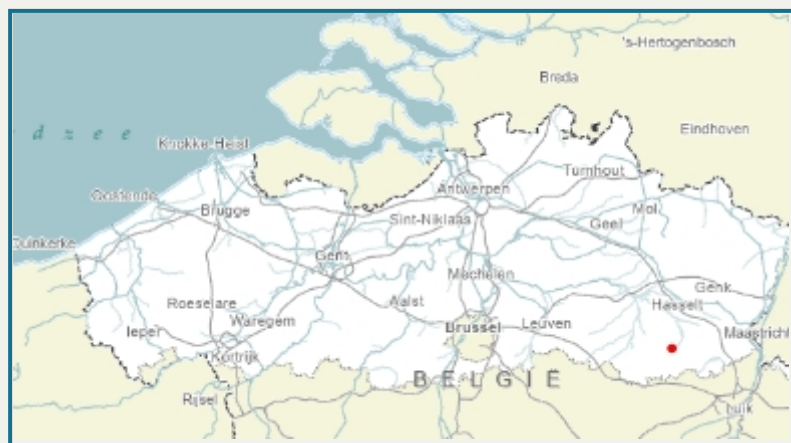 's-Hertogenbosch
Breda
d z e e
Eindhoven
Knokke-Heist
Turnhout
Oostende
Antwerpen
Brugge
Sint-Niklaas
Geel
Mol
Duinkerke
Gent
Mechelen
Genk
Roeselare
Aalst
Hasselt
Ieper
Waregem
Brussel
Leuven
Maastricht
Kortrijk
BELGIË
Rijsel
Luik